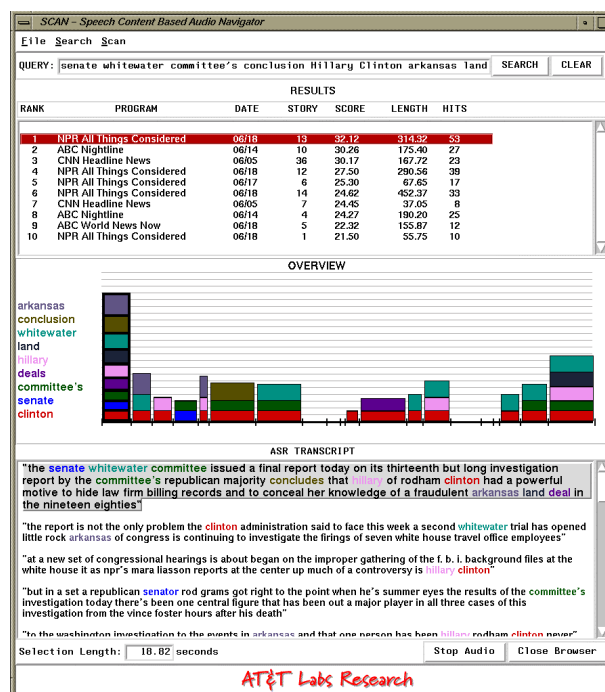 SCAN – Speech Content Based Audio Navigator
File Search Scan
QUERY: senate whitewater committee's conclusion Hillary Clinton arkansas land SEARCH CLEAR
RESULTS
RANK PROGRAM DATE STORY SCORE LENGTH HITS
1 NPR All Things Considered 06/18 13 32.12 314.32 53
2 ABC Nightline 06/14 10 30.26 175.40 27
3 CNN Headline News 06/05 36 30.17 167.72 23
4 NPR All Things Considered 06/18 12 27.50 290.56 39
5 NPR All Things Considered 06/17 6 25.30 67.65 17
6 NPR All Things Considered 06/18 14 24.62 452.37 33
7 CNN Headline News 06/05 7 24.45 37.05 8
8 ABC Nightline 06/14 4 24.27 190.20 25
9 ABC World News Now 06/18 5 22.32 155.87 12
10 NPR All Things Considered 06/18 1 21.50 55.75 10
OVERVIEW
arkansas
conclusion
whitewater
land
hillary
deals
committee's
senate
clinton
ASR TRANSCRIPT
"the senate whitewater committee issued a final report today on its thirteenth but long investigation
report by the committee's republican majority concludes that hillary of rodham clinton had a powerful
motive to hide law firm billing records and to conceal her knowledge of a fraudulent arkansas land deal in
the nineteen eighties"
"the report is not the only problem the clinton administration said to face this week a second whitewater trial has opened
little rock arkansas of congress is continuing to investigate the firings of seven white house travel office employees"
"at a new set of congressional hearings is about began on the improper gathering of the f. b. i. background files at the
white house it as npr's mara liasson reports at the center up much of a controversy is hillary clinton"
"but in a set a republican senator rod grams got right to the point when he's summer eyes the results of the committee's
investigation today there's been one central figure that has been out a major player in all three cases of this
investigation from the vince foster hours after his death"
"to the washington investigation to the events in arkansas and that one person has been hillary rodham clinton never"
Selection Length: 18.82 seconds Stop Audio Close Browser
AT&T Labs Research